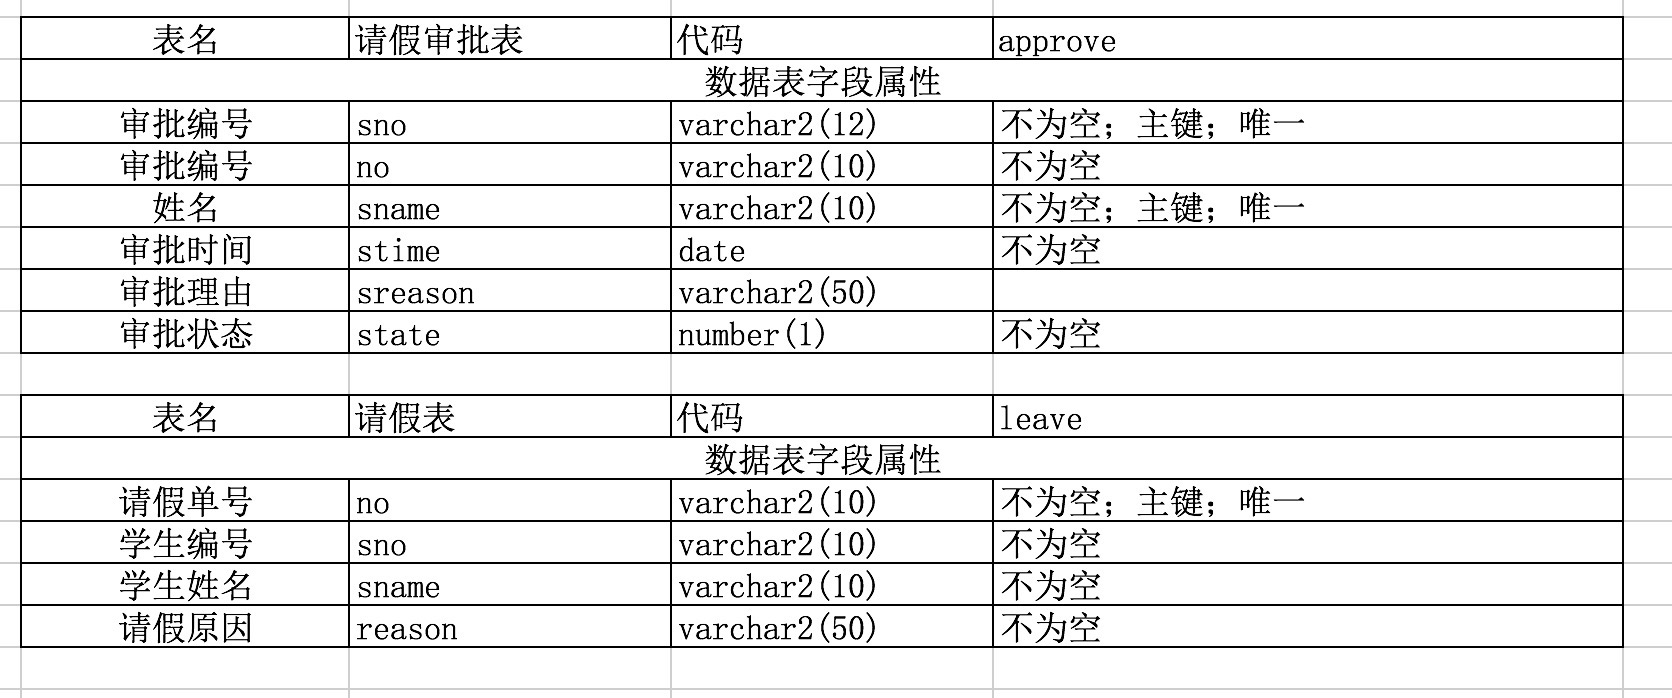 表名 请假审批表 代码 approve
数据表字段属性
审批编号 sno varchar2(12) 不为空；主键；唯一
审批编号 no varchar2(10) 不为空
姓名 sname varchar2(10) 不为空；主键；唯一
审批时间 stime date 不为空
审批理由 sreason varchar2(50)
审批状态 state number(1) 不为空
表名 请假表 代码 leave
数据表字段属性
请假单号 no varchar2(10) 不为空；主键；唯一
学生编号 sno varchar2(10) 不为空
学生姓名 sname varchar2(10) 不为空
请假原因 reason varchar2(50) 不为空